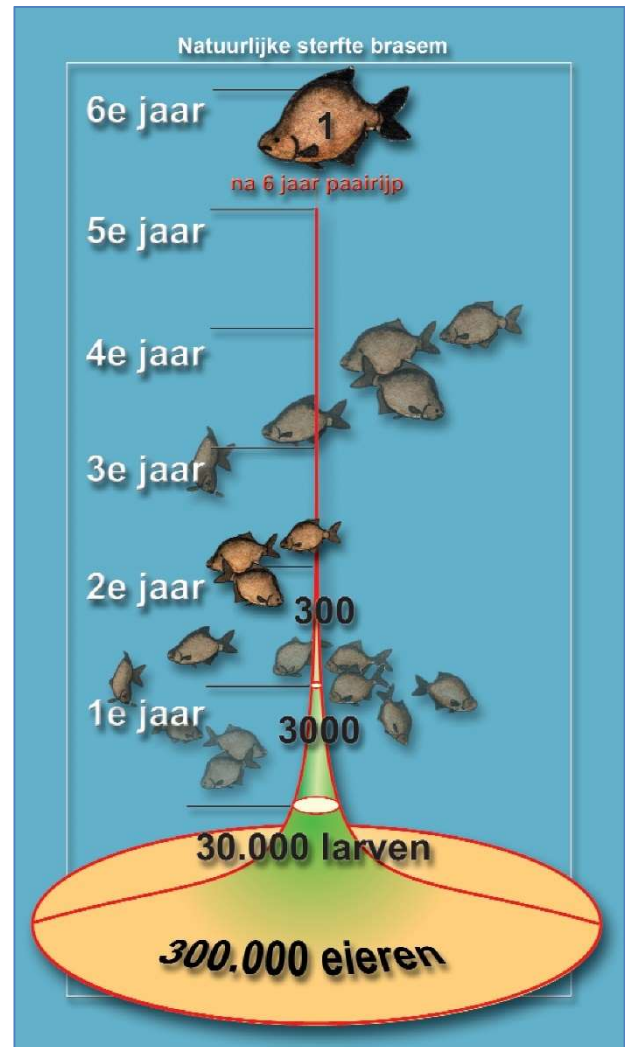 Natuurlijke sterfte brasem
6e jaar
1
na 6 jaar paairijp
5e jaar
4e jaar
3e jaar
2e jaar
300
1e jaar
3000
30.000 larven
300.000 eieren